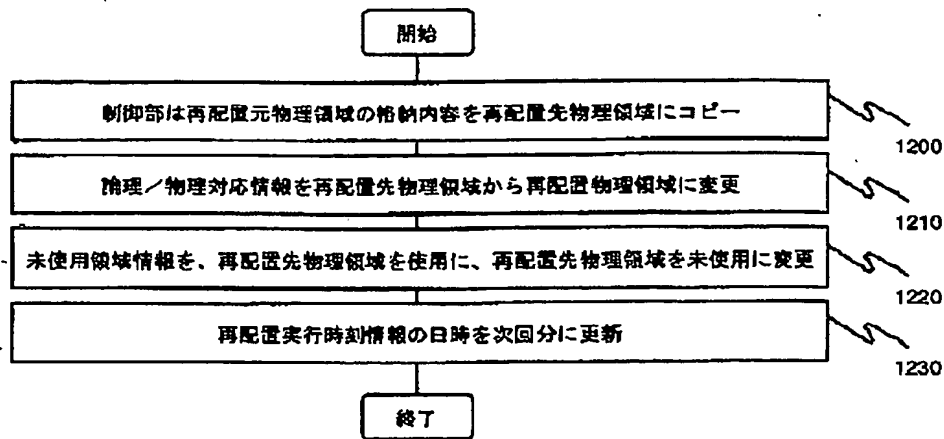 開始
制御部は再配置元物理領域の格納内容を再配置先物理領域にコピー
1200
論理／物理対応情報を再配置先物理領域から再配置物理領域に変更
1210
未使用領域情報を、再配置先物理領域を使用に、再配置先物理領域を未使用に変更
1220
再配置実行時刻情報の日時を次回分に更新
1230
終了